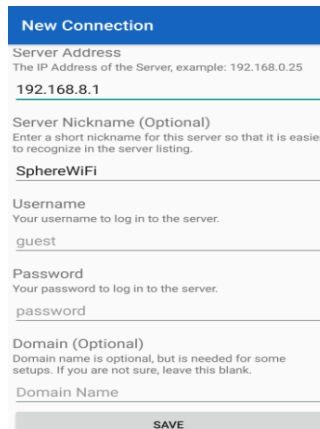 New Connection
Server Address
The IP Address of the Server, example: 192.168.0.25
192.168.8.1
Server Nickname (Optional)
Enter a short nickname for this server so that it is easier
to recognize in the server listing.
SphereWiFi
Username
Your username to log in to the server.
guest
Password
Your password to log in to the server.
password
Domain (Optional)
Domain name is optional, but is needed for some
setups. If you are not sure, leave this blank.
Domain Name
SAVE